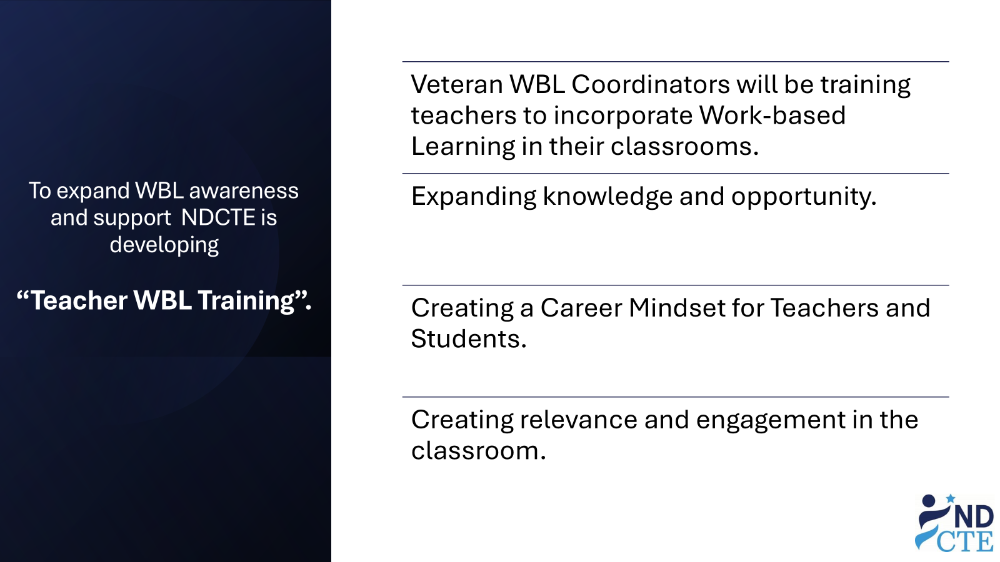 To expand WBL awareness
and support  NDCTE is
developing
“Teacher WBL Training”.
Veteran WBL Coordinators will be training
teachers to incorporate Work-based
Learning in their classrooms.
Expanding knowledge and opportunity.
Creating a Career Mindset for Teachers and
Students.
Creating relevance and engagement in the
classroom.
ND
CTE